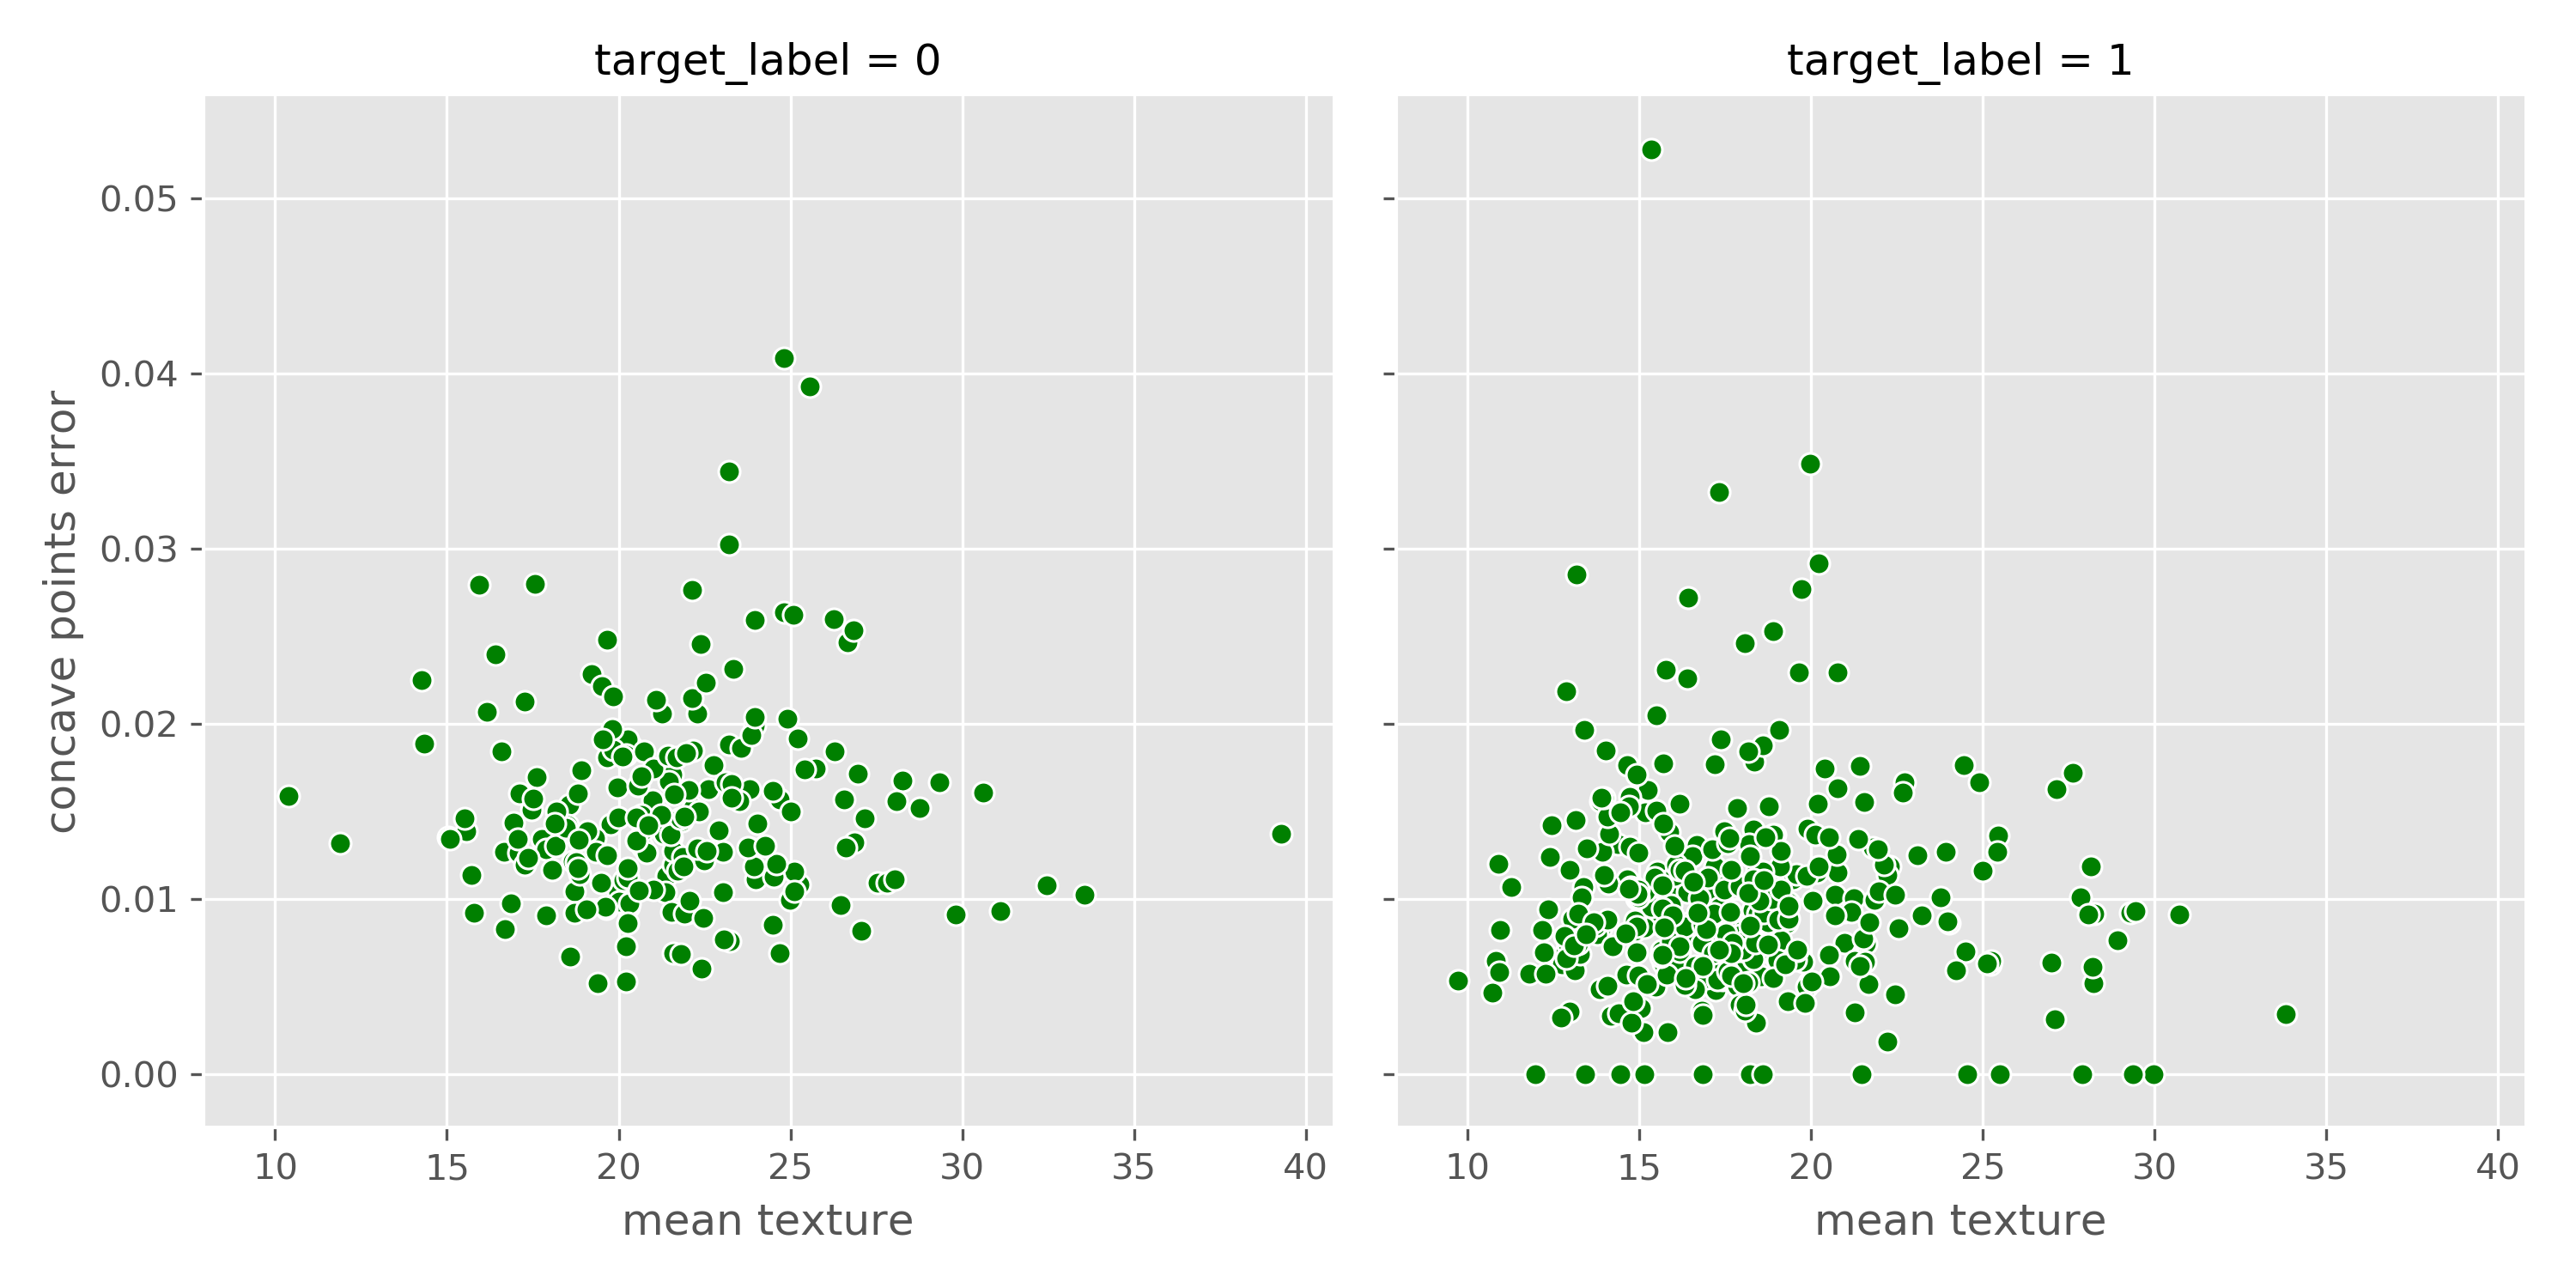 target_label = 0
target_label = 1
concave points error
0.05
0.04
0.03
0.02
0.01
0.00
10 15 20 25 30 35 40
10 15 20 25 30 35 40
mean texture
mean texture